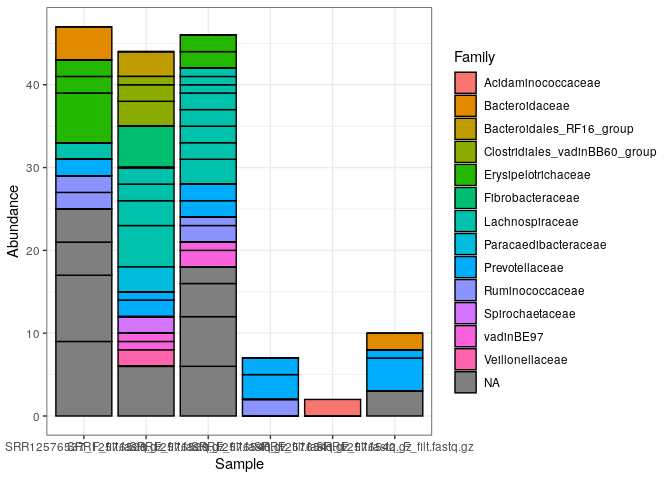 Abundance
40
30
20
10
0
Sample
Family
Acidaminococcaceae
Bacteroidaceae
Bacteroidales_RF16_group
Clostridiales_vadinBB60_group
Erysipelotrichaceae
Fibrobacteraceae
Lachnospiraceae
Paracaedibacteraceae
Prevotellaceae
Ruminococcaceae
Spirochaetaceae
vadinBE97
Veillonellaceae
NA